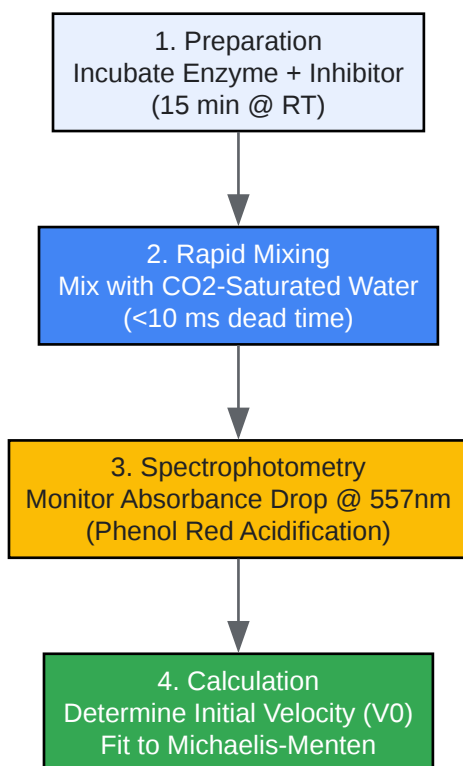 1. Preparation
Incubate Enzyme + Inhibitor
(15 min @ RT)
2. Rapid Mixing
Mix with CO2-Saturated Water
(<10 ms dead time)
3. Spectrophotometry
Monitor Absorbance Drop @ 557nm
(Phenol Red Acidification)
4. Calculation
Determine Initial Velocity (V0)
Fit to Michaelis-Menten